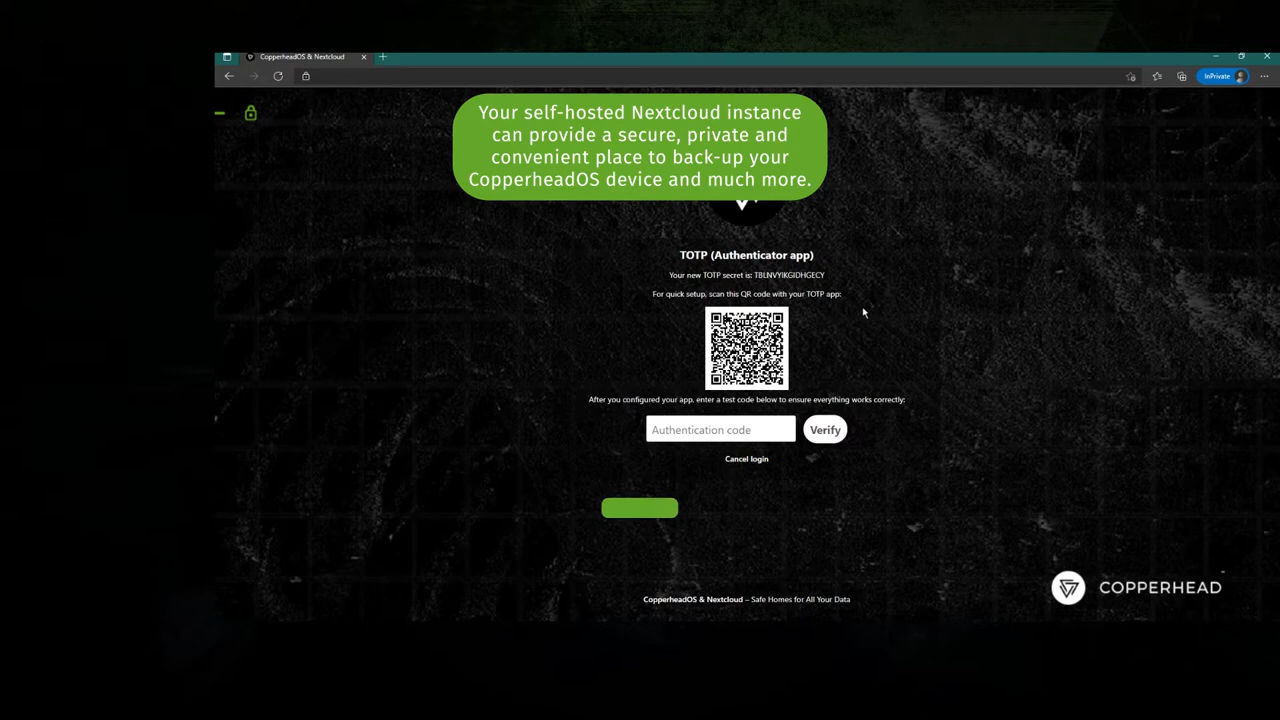 CopperheadOS & Nextcloud
InPrivate
Your self-hosted Nextcloud instance
can provide a secure, private and
convenient place to back-up your
CopperheadOS device and much more.
TOTP (Authenticator app)
Your new TOTP secret is: TBLNVYIKGIDHGECY
For quick setup, scan this QR code with your TOTP app:
After you configured your app, enter a test code below to ensure everything works correctly:
Authentication code
Verify
Cancel login
COPPERHEAD
CopperheadOS & Nextcloud – Safe Homes for All Your Data